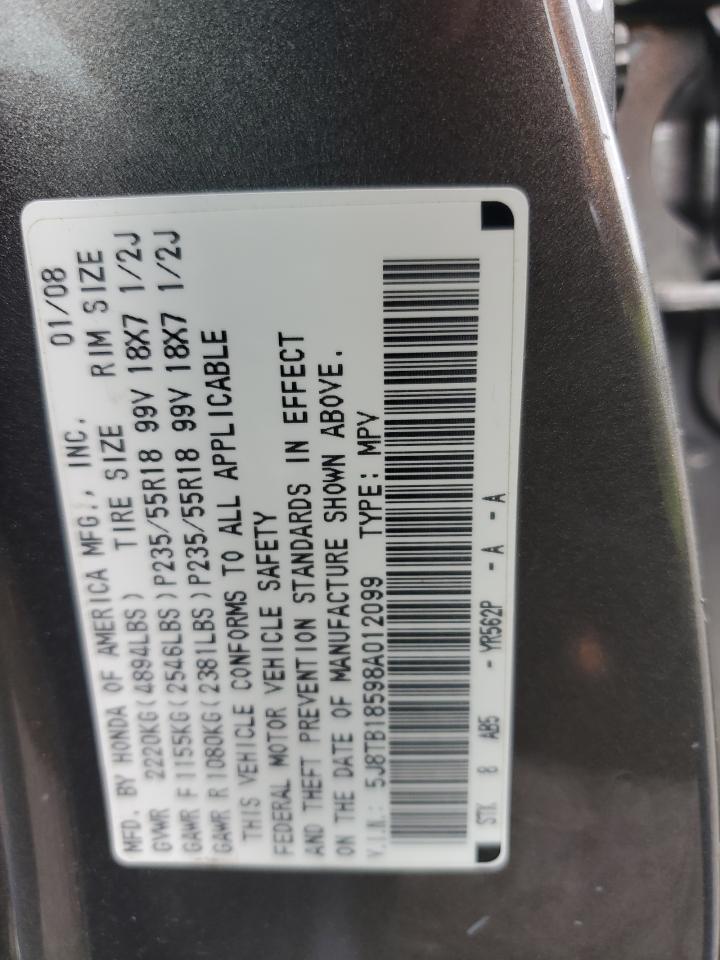 MFD. BY HONDA OF AMERICA MFG., INC. 01/08
GVWR 2220KG(4894LBS) TIRE SIZE RIM SIZE
GAWR F 1155KG(2546LBS)P235/55R18 99V 18X7 1/2J
GAWR R 1080KG(2381LBS)P235/55R18 99V 18X7 1/2J
THIS VEHICLE CONFORMS TO ALL APPLICABLE
FEDERAL MOTOR VEHICLE SAFETY
AND THEFT PREVENTION STANDARDS IN EFFECT
ON THE DATE OF MANUFACTURE SHOWN ABOVE.
V.I.N.: 5J8TB18598A012099 TYPE: MPV
STK 8 AB5 - YR562P - A - A